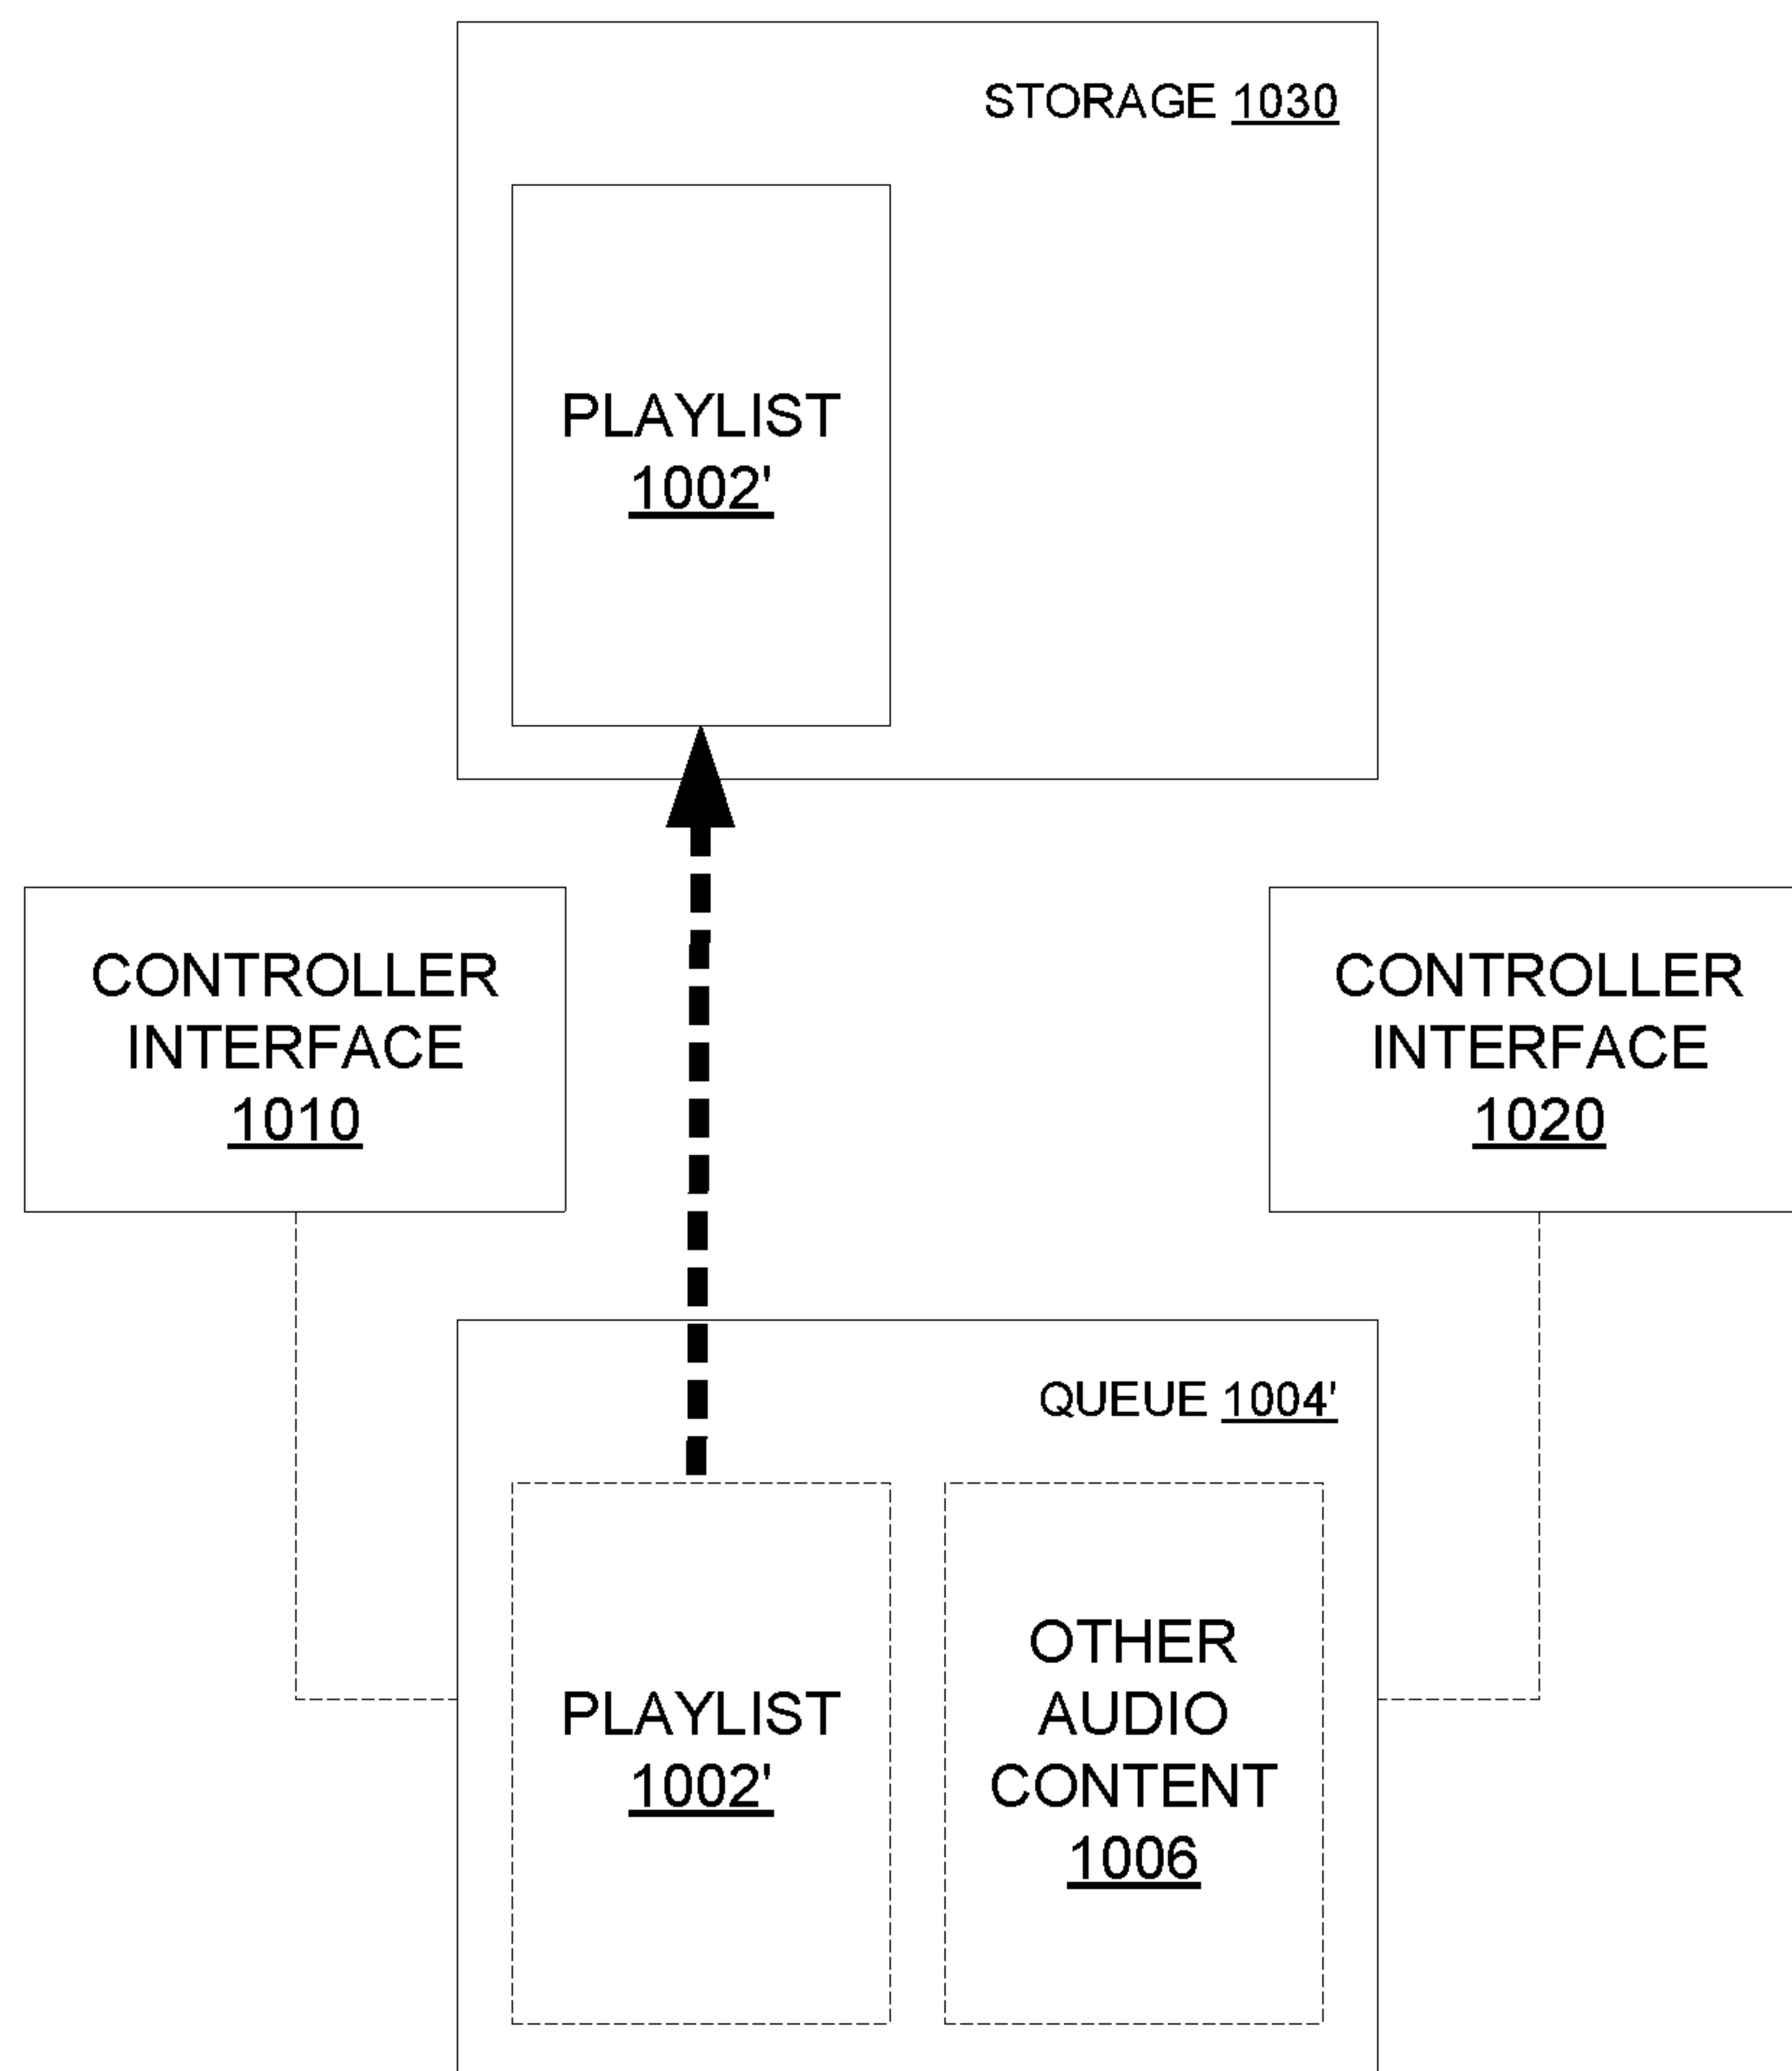 STORAGE 1030
PLAYLIST
1002'
CONTROLLER
INTERFACE
1010
CONTROLLER
INTERFACE
1020
QUEUE 1004'
PLAYLIST
1002'
OTHER
AUDIO
CONTENT
1006